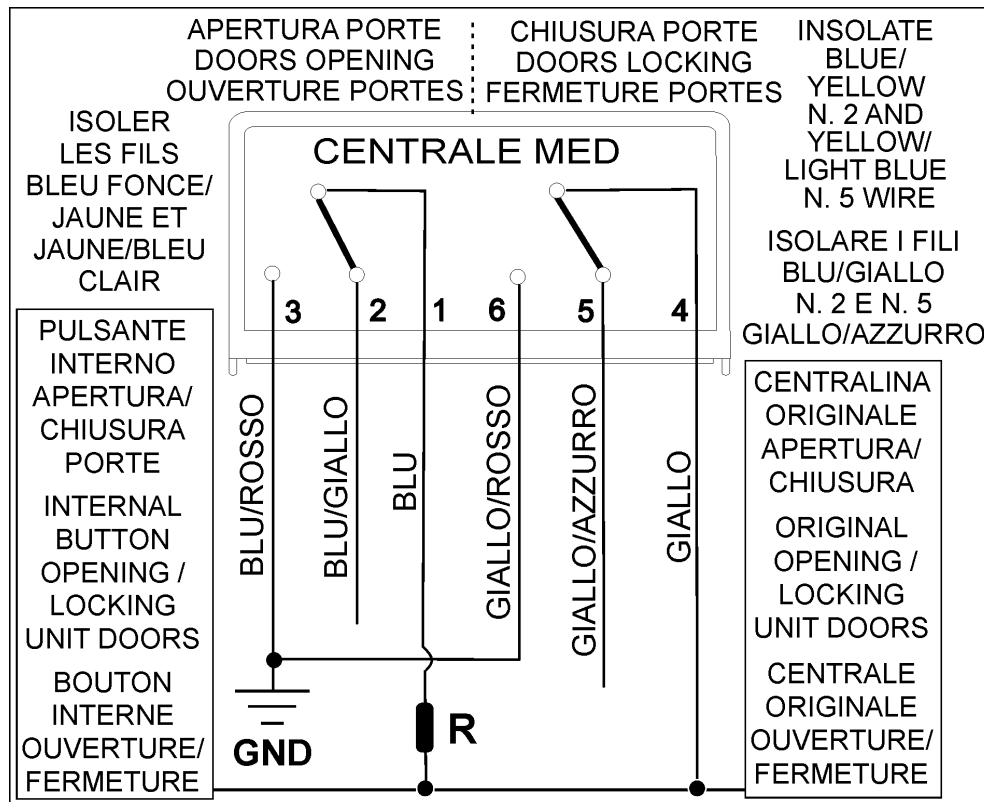 APERTURA PORTE
DOORS OPENING
OUVERTURE PORTES
CHIUSURA PORTE
DOORS LOCKING
FERMETURE PORTES
INSOLATE
BLUE/
YELLOW
N. 2 AND
YELLOW/
LIGHT BLUE
N. 5 WIRE
ISOLER
LES FILS
BLEU FONCE/
JAUNE ET
JAUNE/BLEU
CLAIR
CENTRALE MED
ISOLARE I FILI
BLU/GIALLO
N. 2 E N. 5
GIALLO/AZZURRO
3 2 1 6 5 4
PULSANTE
INTERNO
APERTURA/
CHIUSURA
PORTE
INTERNAL
BUTTON
OPENING /
LOCKING
UNIT DOORS
BOUTON
INTERNE
OUVERTURE/
FERMETURE
BLU/ROSSO
BLU/GIALLO
BLU
GIALLO/ROSSO
GIALLO/AZZURRO
GIALLO
GND
R
CENTRALINA
ORIGINALE
APERTURA/
CHIUSURA
ORIGINAL
OPENING /
LOCKING
UNIT DOORS
CENTRALE
ORIGINALE
OUVERTURE/
FERMETURE